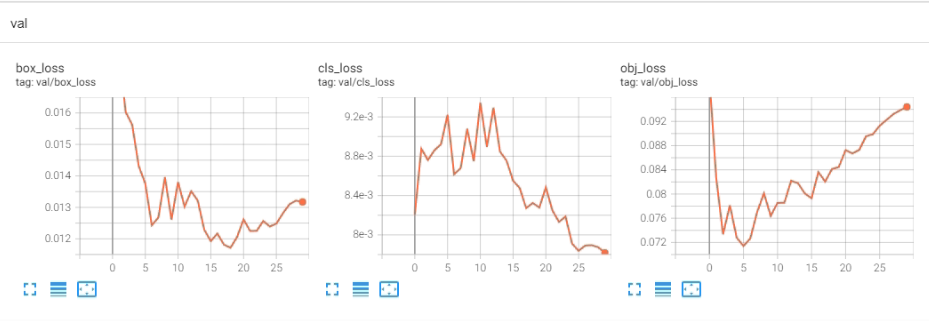 val
box_loss
tag: val/box_loss
0.016
0.015
0.014
0.013
0.012
0 5 10 15 20 25
cls_loss
tag: val/cls_loss
9.2e-3
8.8e-3
8.4e-3
8e-3
0 5 10 15 20 25
obj_loss
tag: val/obj_loss
0.092
0.088
0.084
0.08
0.076
0.072
0 5 10 15 20 25